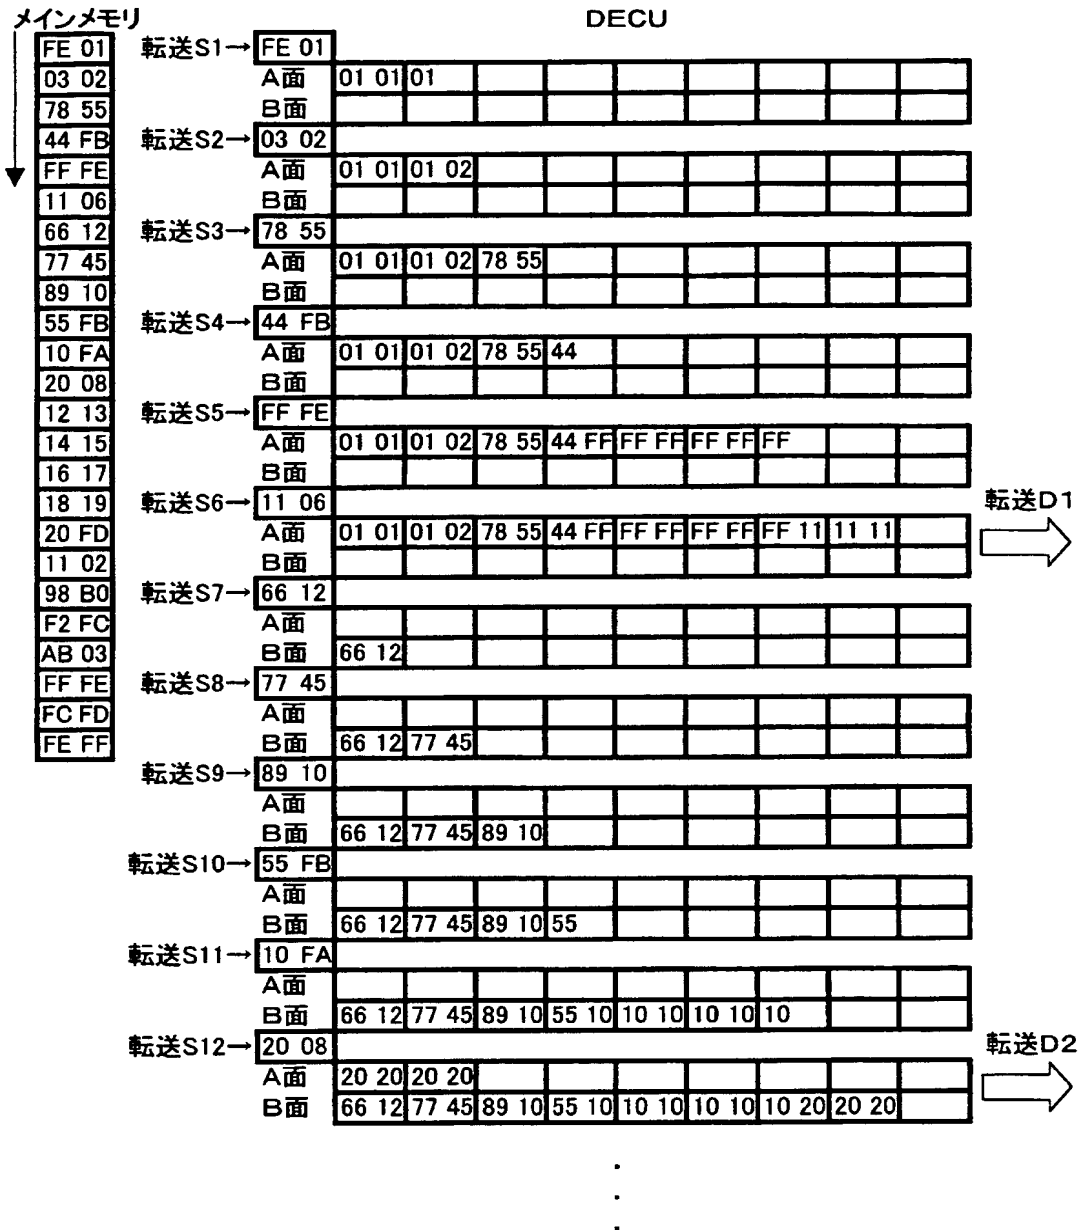 メインメモリ
DECU
FE 01
03 02
78 55
44 FB
FF FE
11 06
66 12
77 45
89 10
55 FB
10 FA
20 08
12 13
14 15
16 17
18 19
20 FD
11 02
98 B0
F2 FC
AB 03
FF FE
FC FD
FE FF
転送S1→ FE 01
A面 01 01 01
B面
転送S2→ 03 02
A面 01 01 01 02
B面
転送S3→ 78 55
A面 01 01 01 02 78 55
B面
転送S4→ 44 FB
A面 01 01 01 02 78 55 44
B面
転送S5→ FF FE
A面 01 01 01 02 78 55 44 FF FF FF FF FF FF
B面
転送S6→ 11 06
転送D1
A面 01 01 01 02 78 55 44 FF FF FF FF FF FF 11 11 11
B面
転送S7→ 66 12
A面
B面 66 12
転送S8→ 77 45
A面
B面 66 12 77 45
転送S9→ 89 10
A面
B面 66 12 77 45 89 10
転送S10→ 55 FB
A面
B面 66 12 77 45 89 10 55
転送S11→ 10 FA
A面
B面 66 12 77 45 89 10 55 10 10 10 10 10 10
転送S12→ 20 08
転送D2
A面 20 20 20 20
B面 66 12 77 45 89 10 55 10 10 10 10 10 10 20 20 20